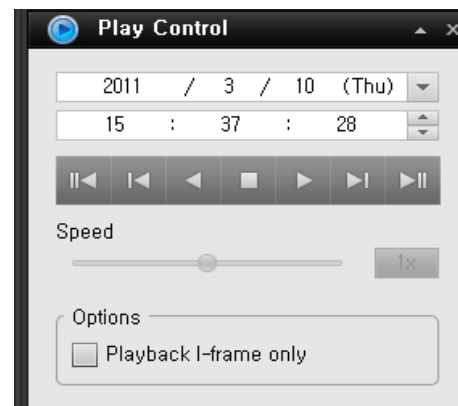 Play Control
2011 / 3 / 10 (Thu)
15 : 37 : 28
Speed
1x
Options
Playback I-frame only